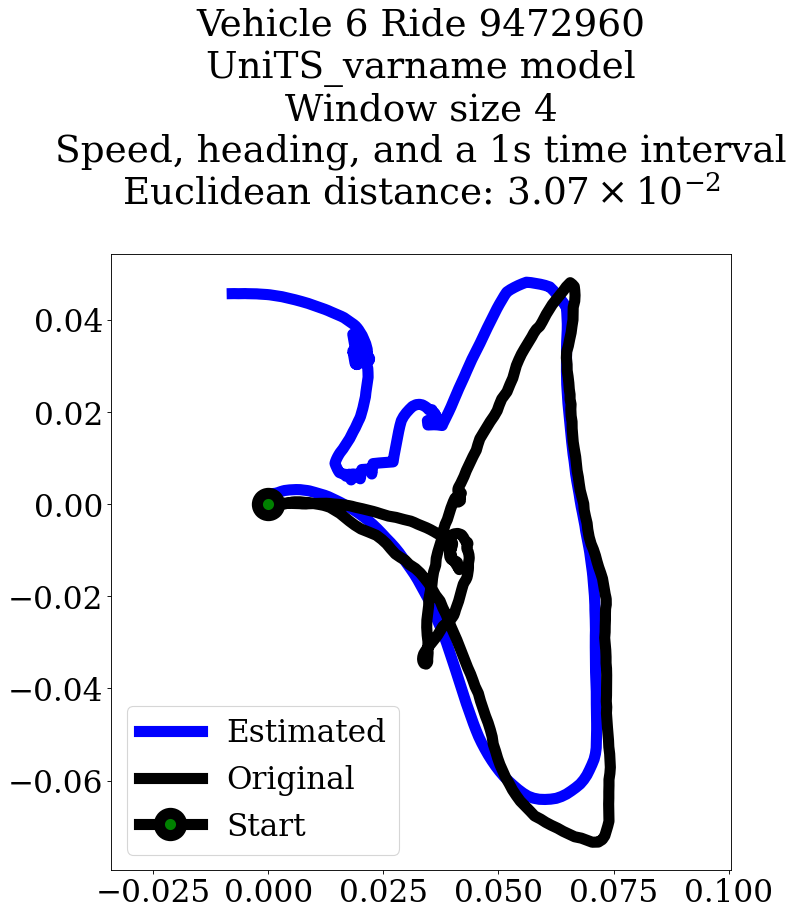 Vehicle 6 Ride 9472960
UniTS_varname model
Window size 4
Speed, heading, and a 1s time interval
Euclidean distance: 3.07 × 10⁻²
0.04
0.02
0.00
−0.02
−0.04
−0.06
Estimated
Original
Start
−0.025 0.000 0.025 0.050 0.075 0.100